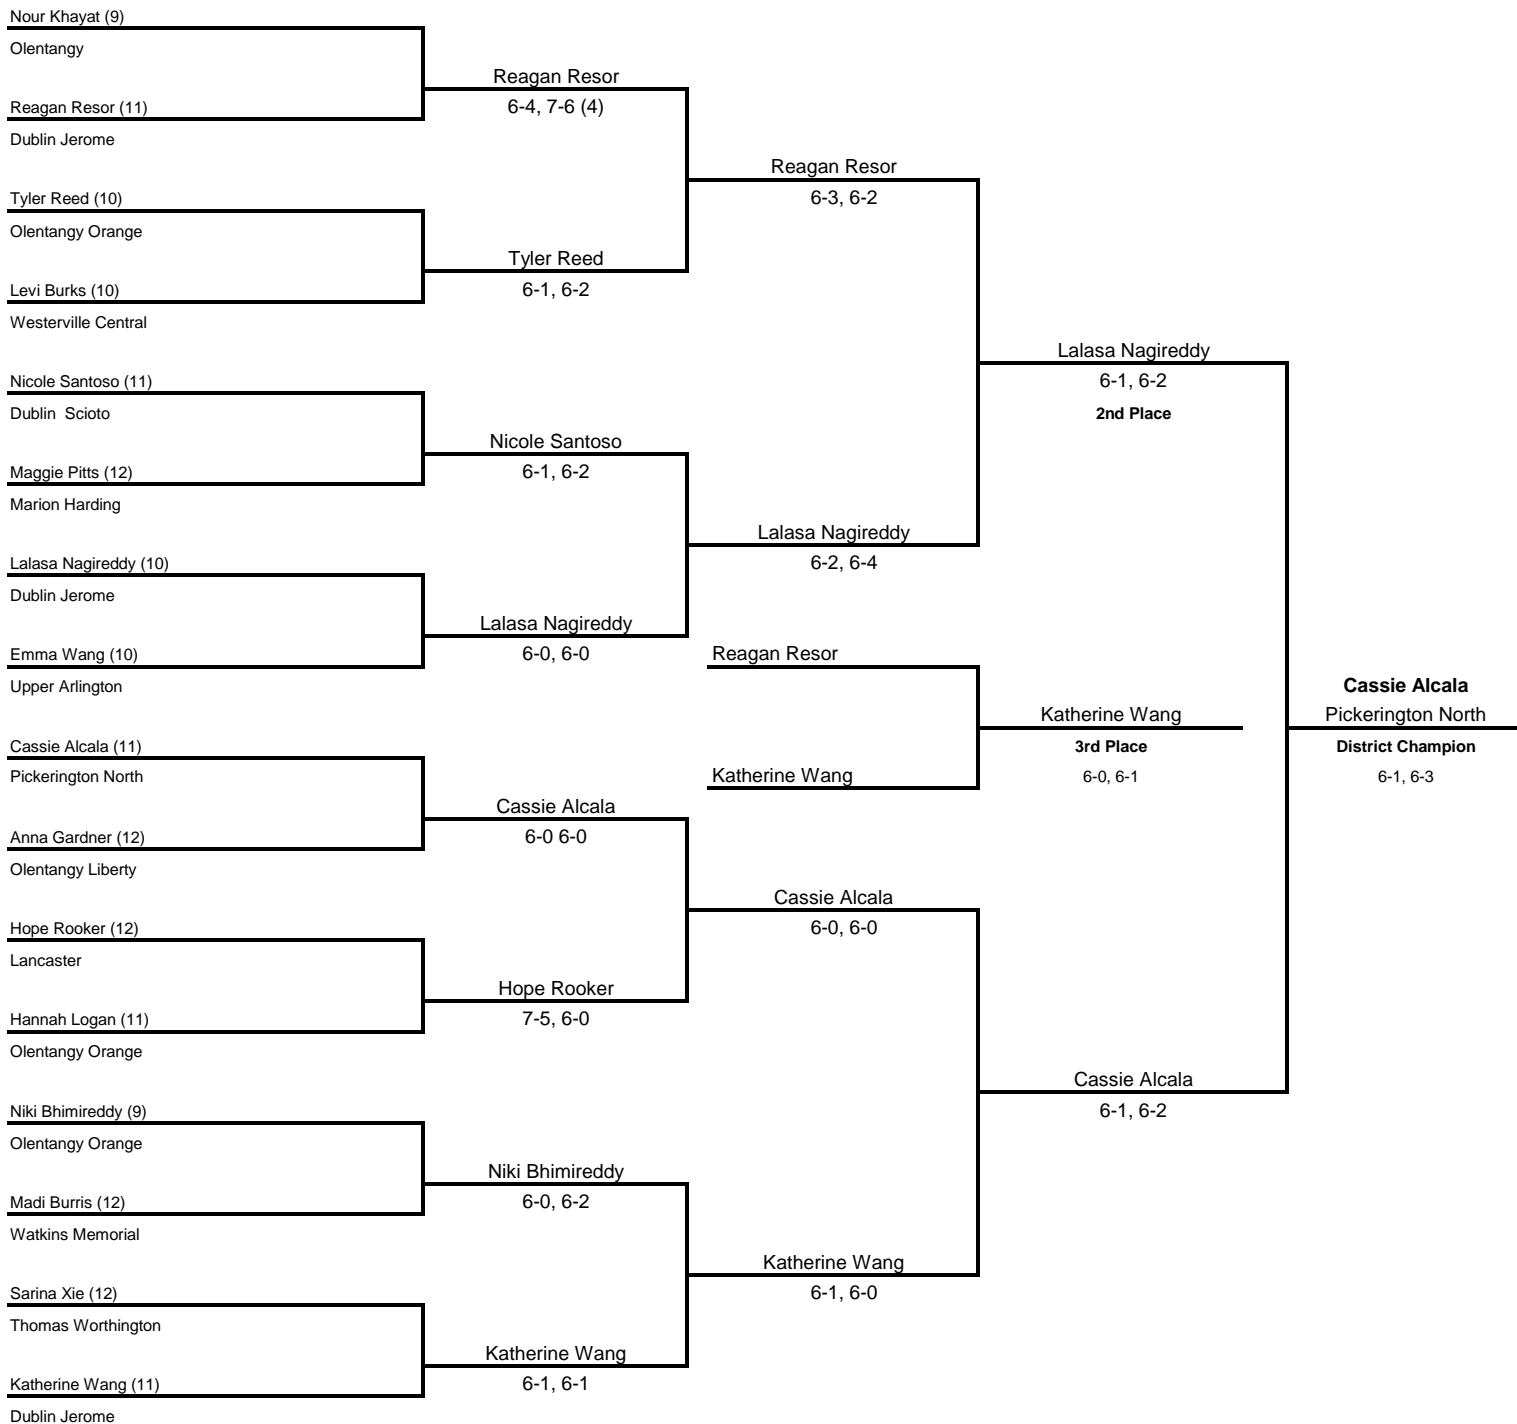 Nour Khayat (9)
Olentangy
Reagan Resor
Reagan Resor (11)
6-4, 7-6 (4)
Dublin Jerome
Reagan Resor
Tyler Reed (10)
6-3, 6-2
Olentangy Orange
Tyler Reed
Levi Burks (10)
6-1, 6-2
Westerville Central
Lalasa Nagireddy
Nicole Santoso (11)
6-1, 6-2
Dublin  Scioto
2nd Place
Nicole Santoso
Maggie Pitts (12)
6-1, 6-2
Marion Harding
Lalasa Nagireddy
Lalasa Nagireddy (10)
6-2, 6-4
Dublin Jerome
Lalasa Nagireddy
Emma Wang (10)
6-0, 6-0
Reagan Resor
Upper Arlington
Cassie Alcala
Katherine Wang
Pickerington North
Cassie Alcala (11)
3rd Place
District Champion
Pickerington North
Katherine Wang
6-0, 6-1
6-1, 6-3
Cassie Alcala
Anna Gardner (12)
6-0 6-0
Olentangy Liberty
Cassie Alcala
Hope Rooker (12)
6-0, 6-0
Lancaster
Hope Rooker
Hannah Logan (11)
7-5, 6-0
Olentangy Orange
Cassie Alcala
Niki Bhimireddy (9)
6-1, 6-2
Olentangy Orange
Niki Bhimireddy
Madi Burris (12)
6-0, 6-2
Watkins Memorial
Katherine Wang
Sarina Xie (12)
6-1, 6-0
Thomas Worthington
Katherine Wang
Katherine Wang (11)
6-1, 6-1
Dublin Jerome